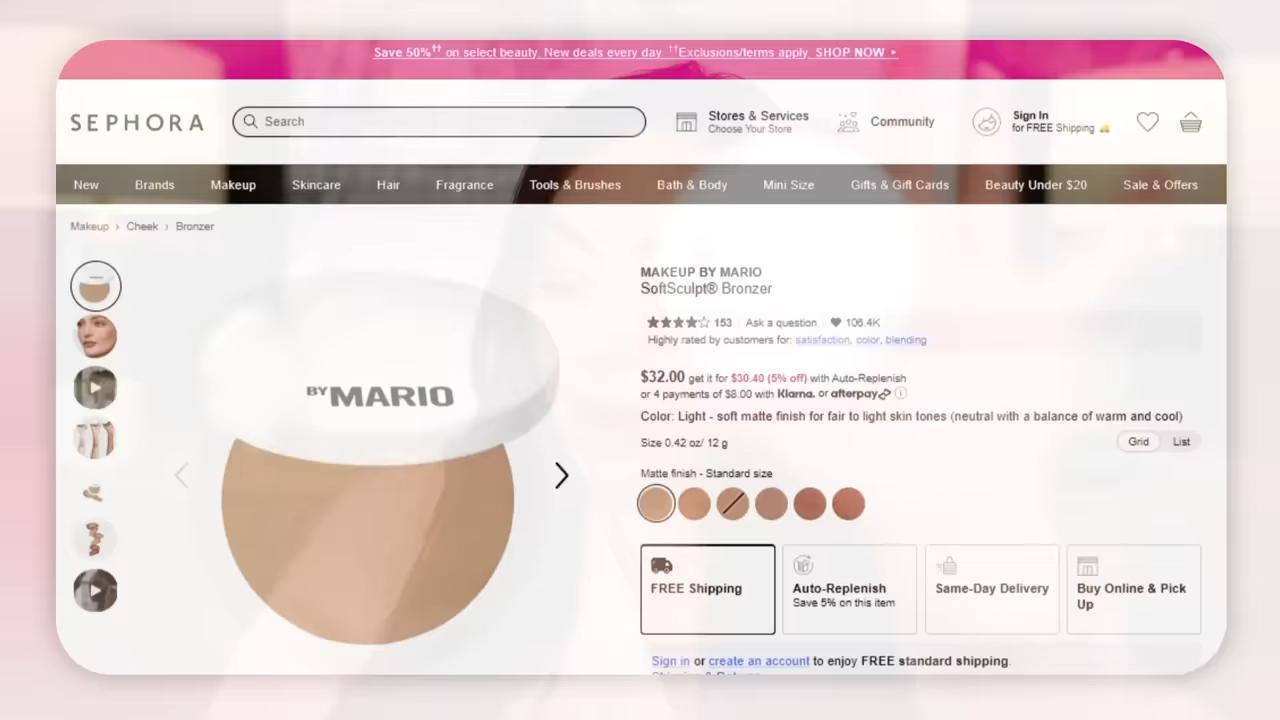 Save 50%†† on select beauty. New deals every day. ††Exclusions/terms apply. SHOP NOW ▸
SEPHORA
Search
Stores & Services
Choose Your Store
Community
Sign In
for FREE Shipping
New Brands Makeup Skincare Hair Fragrance Tools & Brushes Bath & Body Mini Size Gifts & Gift Cards Beauty Under $20 Sale & Offers
Makeup › Cheek › Bronzer
BY MARIO
MAKEUP BY MARIO
SoftSculpt® Bronzer
153 | Ask a question | 106.4K
Highly rated by customers for: satisfaction, color, blending
$32.00 get it for $30.40 (5% off) with Auto-Replenish
or 4 payments of $8.00 with Klarna. or afterpay
Color: Light - soft matte finish for fair to light skin tones (neutral with a balance of warm and cool)
Size 0.42 oz/ 12 g
Grid List
Matte finish - Standard size
FREE Shipping
Auto-Replenish
Save 5% on this item
Same-Day Delivery
Buy Online & Pick
Up
Sign in or create an account to enjoy FREE standard shipping.